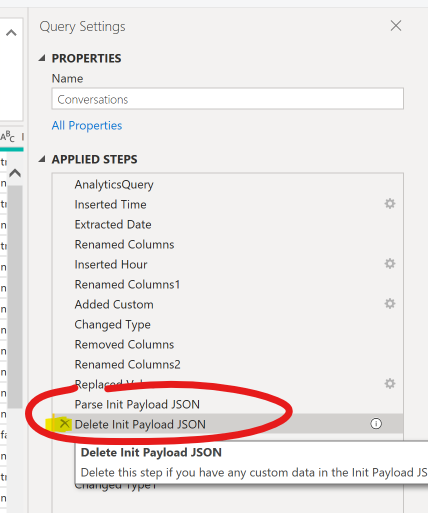 Query Settings
PROPERTIES
Name
Conversations
All Properties
APPLIED STEPS
AnalyticsQuery
Inserted Time
Extracted Date
Renamed Columns
Inserted Hour
Renamed Columns1
Added Custom
Changed Type
Removed Columns
Renamed Columns2
Replaced Value
Parse Init Payload JSON
Delete Init Payload JSON
Delete Init Payload JSON
Delete this step if you have any custom data in the Init Payload JS
Changed Type1